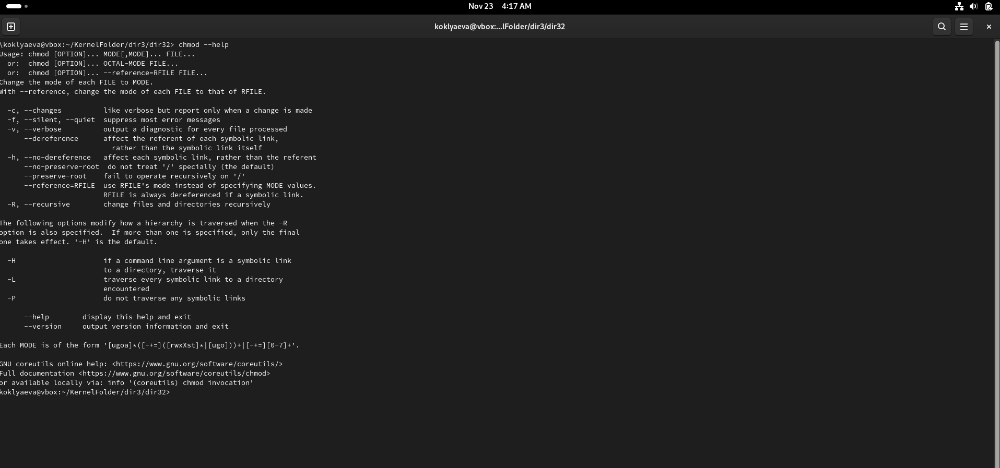 Nov 23 4:17 AM
koklyaeva@vbox:...lFolder/dir3/dir32
\koklyaeva@vbox:~/KernelFolder/dir3/dir32> chmod --help
Usage: chmod [OPTION]... MODE[,MODE]... FILE...
  or:  chmod [OPTION]... OCTAL-MODE FILE...
  or:  chmod [OPTION]... --reference=RFILE FILE...
Change the mode of each FILE to MODE.
With --reference, change the mode of each FILE to that of RFILE.

  -c, --changes          like verbose but report only when a change is made
  -f, --silent, --quiet  suppress most error messages
  -v, --verbose          output a diagnostic for every file processed
      --dereference      affect the referent of each symbolic link,
                           rather than the symbolic link itself
  -h, --no-dereference   affect each symbolic link, rather than the referent
      --no-preserve-root  do not treat '/' specially (the default)
      --preserve-root    fail to operate recursively on '/'
      --reference=RFILE  use RFILE's mode instead of specifying MODE values.
                         RFILE is always dereferenced if a symbolic link.
  -R, --recursive        change files and directories recursively

The following options modify how a hierarchy is traversed when the -R
option is also specified.  If more than one is specified, only the final
one takes effect. '-H' is the default.

  -H                     if a command line argument is a symbolic link
                         to a directory, traverse it
  -L                     traverse every symbolic link to a directory
                         encountered
  -P                     do not traverse any symbolic links

      --help        display this help and exit
      --version     output version information and exit

Each MODE is of the form '[ugoa]*([-+=]([rwxXst]*|[ugo]))+|[-+=][0-7]+'.

GNU coreutils online help: <https://www.gnu.org/software/coreutils/>
Full documentation <https://www.gnu.org/software/coreutils/chmod>
or available locally via: info '(coreutils) chmod invocation'
koklyaeva@vbox:~/KernelFolder/dir3/dir32>